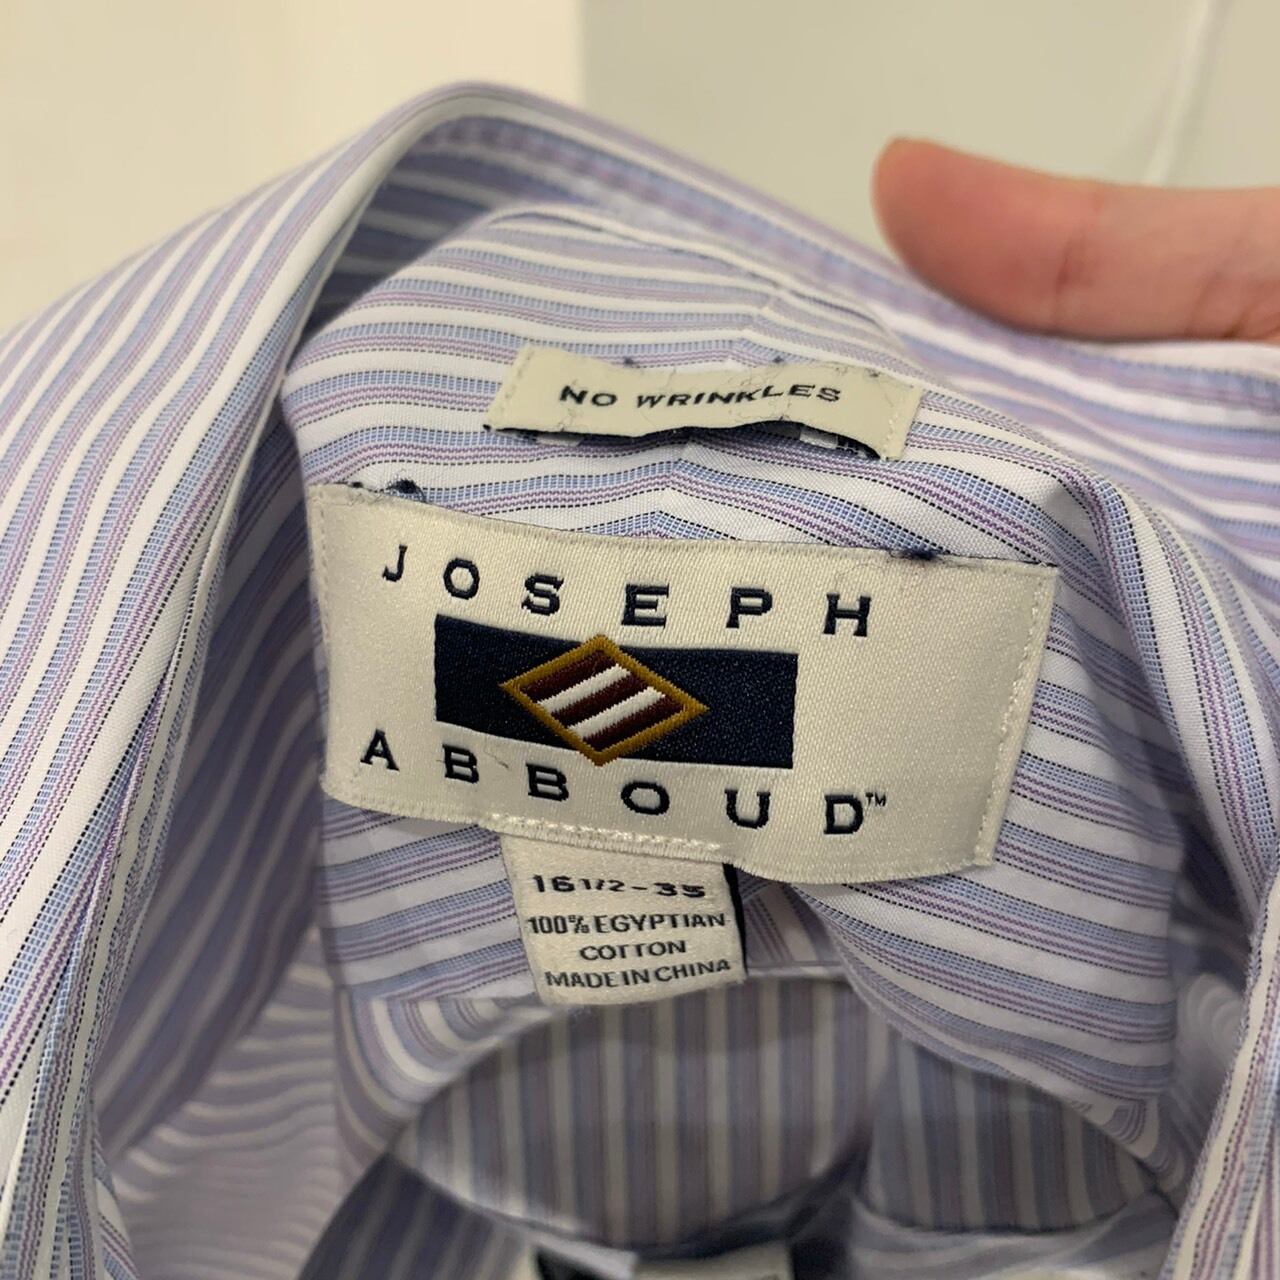 NO WRINKLES
JOSEPH
ABBOUD™
16 1/2 - 35
100% EGYPTIAN
COTTON
MADE IN CHINA